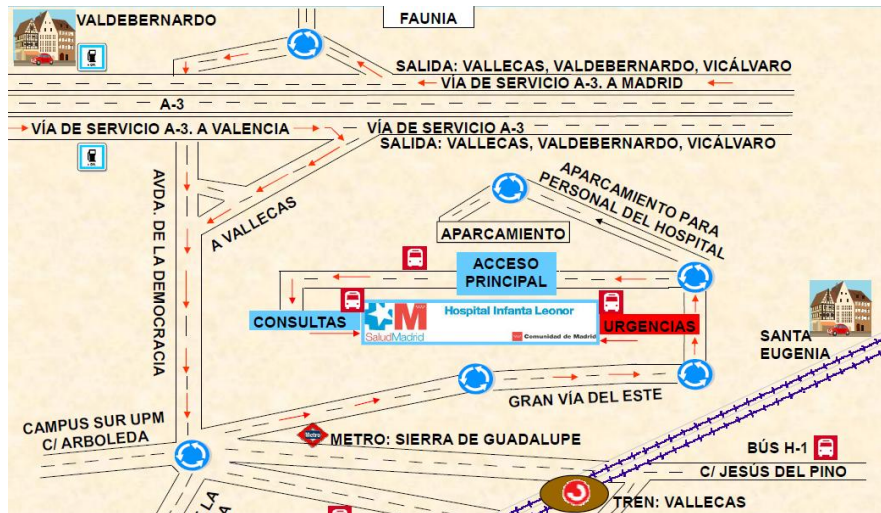 VALDEBERNARDO
FAUNIA
SALIDA: VALLECAS, VALDEBERNARDO, VICÁLVARO
VÍA DE SERVICIO A-3. A MADRID
A-3
VÍA DE SERVICIO A-3. A VALENCIA
VÍA DE SERVICIO A-3
SALIDA: VALLECAS, VALDEBERNARDO, VICÁLVARO
AVDA. DE LA DEMOCRACIA
A VALLECAS
APARCAMIENTO PARA
PERSONAL DEL HOSPITAL
APARCAMIENTO
ACCESO
PRINCIPAL
CONSULTAS
SaludMadrid
Hospital Infanta Leonor
Comunidad de Madrid
URGENCIAS
SANTA
EUGENIA
GRAN VÍA DEL ESTE
CAMPUS SUR UPM
C/ ARBOLEDA
Metro
METRO: SIERRA DE GUADALUPE
BÚS H-1
C/ JESÚS DEL PINO
TREN: VALLECAS
LA